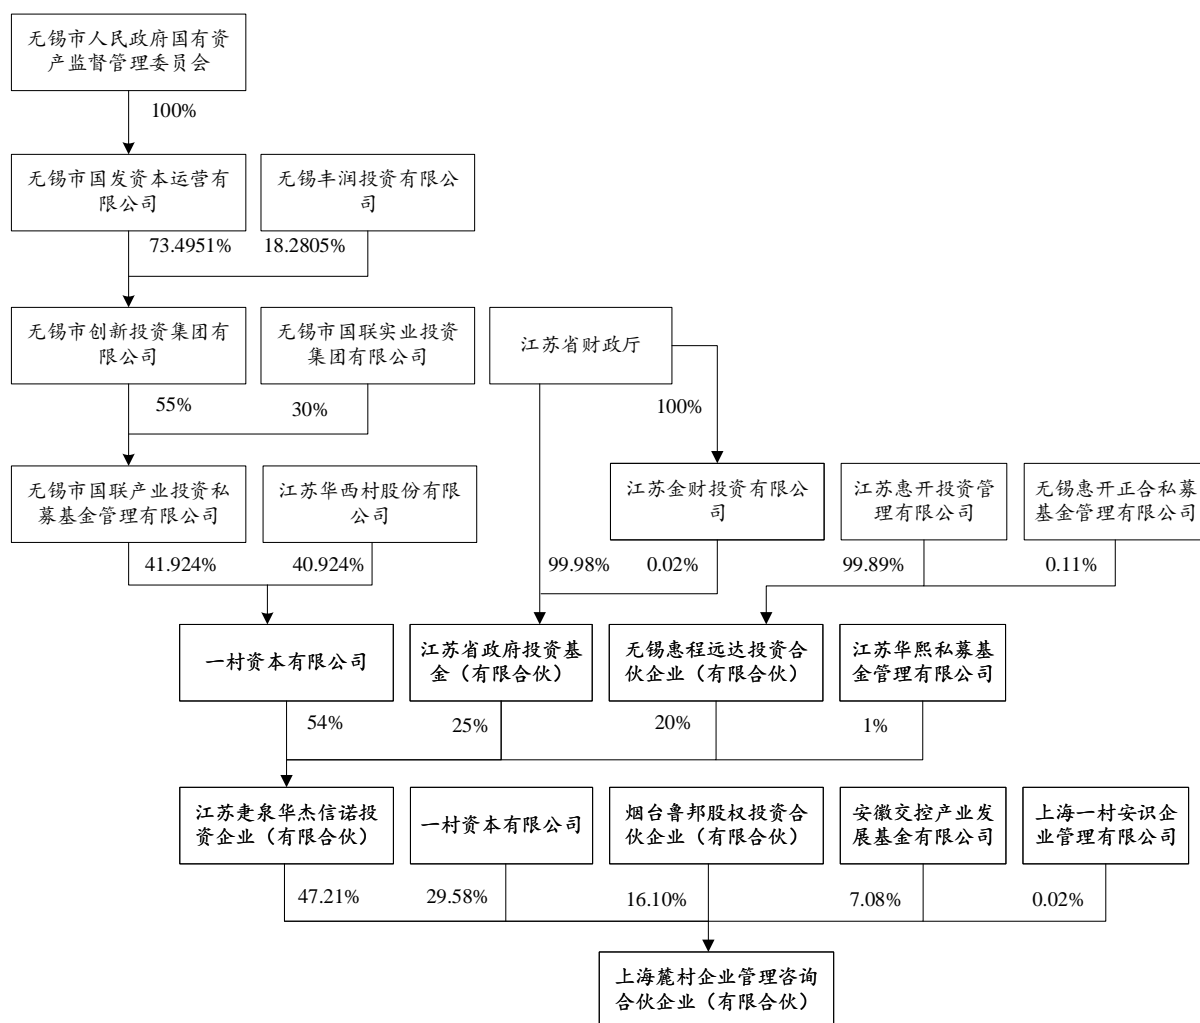 无锡市人民政府国有资
产监督管理委员会
100%
无锡市国发资本运营有
限公司
无锡丰润投资有限公
司
73.4951%
18.2805%
无锡市创新投资集团有
限公司
无锡市国联实业投资
集团有限公司
江苏省财政厅
55%
30%
100%
无锡市国联产业投资私
募基金管理有限公司
江苏华西村股份有限
公司
江苏金财投资有限公
司
江苏惠开投资管
理有限公司
无锡惠开正合私募
基金管理有限公司
41.924%
40.924%
99.98%
0.02%
99.89%
0.11%
一村资本有限公司
江苏省政府投资基
金（有限合伙）
无锡惠程远达投资合
伙企业（有限合伙）
江苏华熙私募基
金管理有限公司
54%
25%
20%
1%
江苏疌泉华杰信诺投
资企业（有限合伙）
一村资本有限公司
烟台鲁邦股权投资合
伙企业（有限合伙）
安徽交控产业发
展基金有限公司
上海一村安识企
业管理有限公司
47.21%
29.58%
16.10%
7.08%
0.02%
上海麓村企业管理咨询
合伙企业（有限合伙）